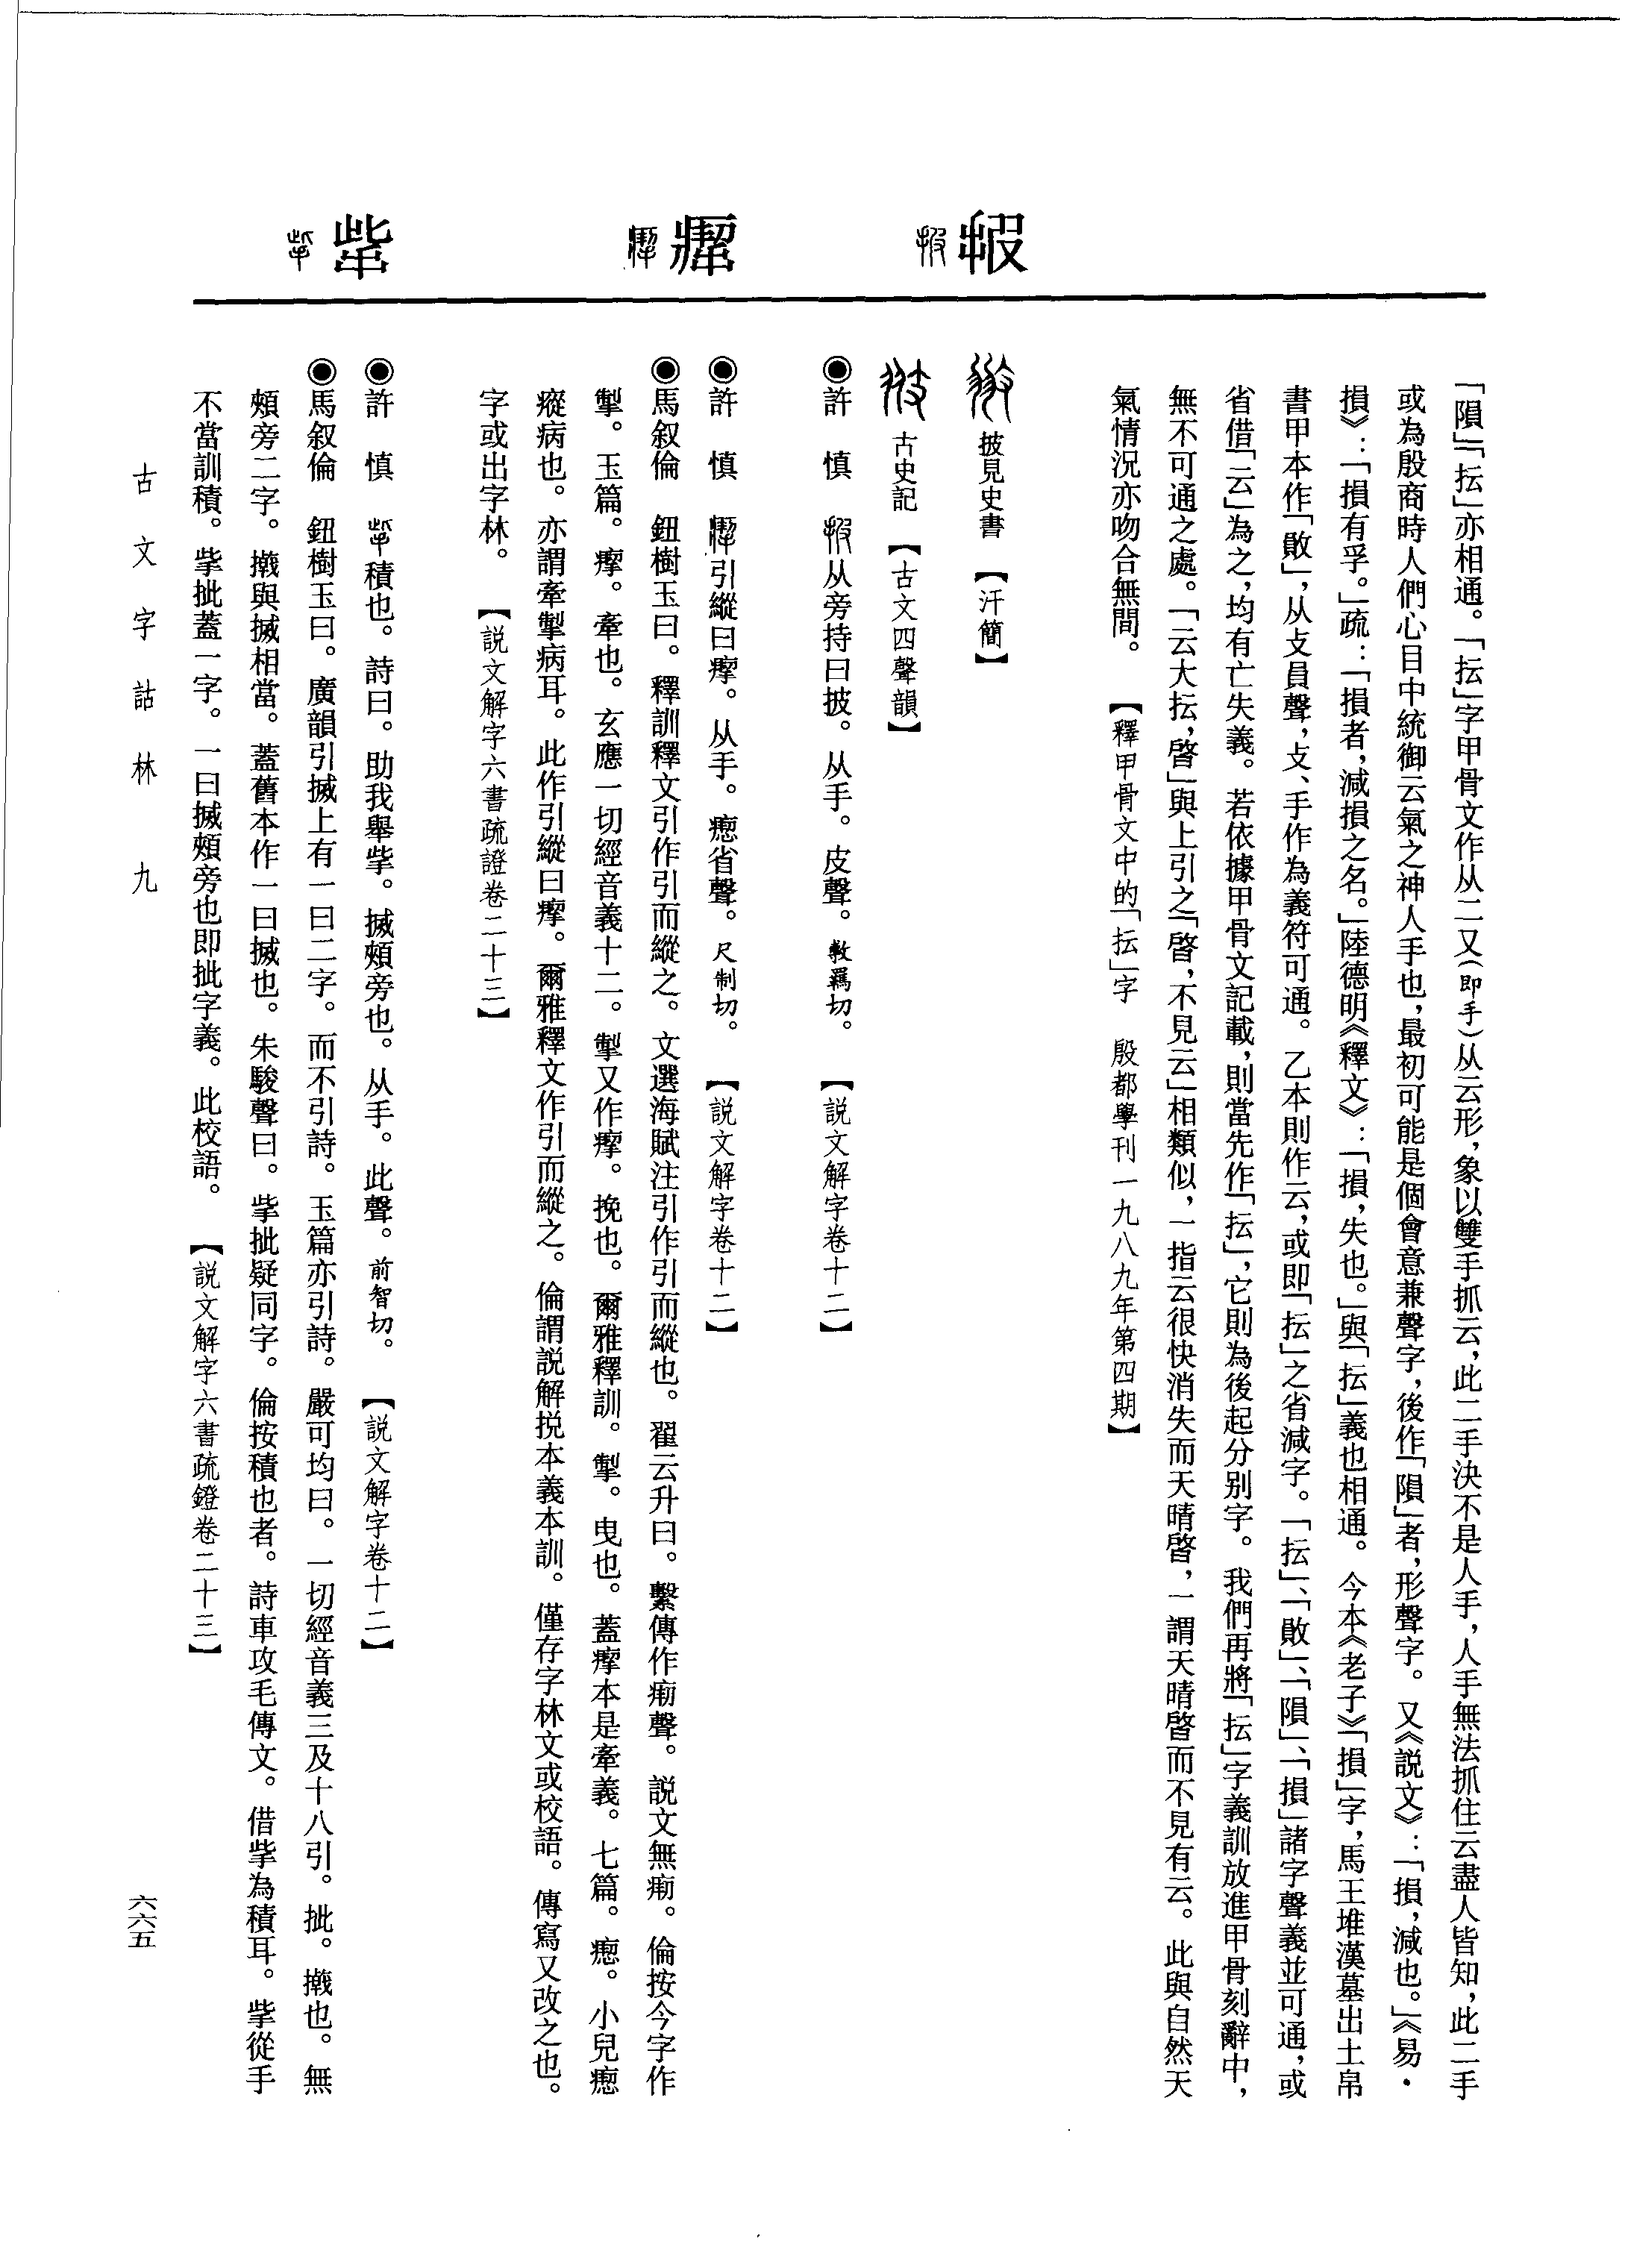 「隕」「抎」亦相通。「抎」字甲骨文作从二又(即手)从云形，象以雙手抓云，此二手決不是人手，人手無法抓住云盡人皆知，此二手
或為殷商時人們心目中統御云氣之神人手也，最初可能是個會意兼聲字，後作「隕」者，形聲字。又《説文》：「損，減也。」《易·
損》：「損有孚。」疏：「損者，減損之名。」陸德明《釋文》：「損，失也。」與「抎」義也相通。今本《老子》「損」字，馬王堆漢墓出土帛
書甲本作「敗」，从攴員聲，攴、手作為義符可通。乙本則作云，或即「抎」之省減字。「抎」、「敗」、「隕」、「損」諸字聲義並可通，或
省借「云」為之，均有亡失義。若依據甲骨文記載，則當先作「抎」，它則為後起分别字。我們再將「抎」字義訓放進甲骨刻辭中，
無不可通之處。「云大抎，啓」與上引之「啓，不見云」相類似，一指云很快消失而天晴啓，一謂天晴啓而不見有云。此與自然天
氣情況亦吻合無間。【釋甲骨文中的「抎」字　殷都學刊一九八九年第四期】
披見史書【汗簡】
古史記【古文四聲韻】
◉許　慎　从旁持曰披。从手。皮聲。敷羈切。【説文解字卷十二】
◉許　慎　引縱曰瘳。从手。瘛省聲。尺制切。【説文解字卷十二】
◉馬叙倫　鈕樹玉曰。釋訓釋文引作引而縱之。文選海賦注引作引而縱也。翟云升曰。繫傳作㾛聲。説文無㾛。倫按今字作
掣。玉篇。㨖。牽也。玄應一切經音義十二。掣又作㨖。挽也。爾雅釋訓。掣。曳也。蓋㨖本是牽義。七篇。瘛。小兒瘛
瘲病也。亦謂牽掣病耳。此作引縱曰㨖。爾雅釋文作引而縱之。倫謂説解挩本義本訓。僅存字林文或校語。傳寫又改之也。
字或出字林。【説文解字六書疏證卷二十三】
◉許　慎　積也。詩曰。助我舉㧘。搣頰旁也。从手。此聲。前智切。【説文解字卷十二】
◉馬叙倫　鈕樹玉曰。廣韻引搣上有一曰二字。而不引詩。玉篇亦引詩。嚴可均曰。一切經音義三及十八引。批。㩢也。無
頰旁二字。㩢與搣相當。蓋舊本作一曰搣也。朱駿聲曰。㧘批疑同字。倫按積也者。詩車攻毛傳文。借㧘為積耳。㧘從手
不當訓積。㧘批蓋一字。一曰搣頰旁也即批字義。此校語。【説文解字六書疏證卷二十三】
古文字詁林　九
六六五